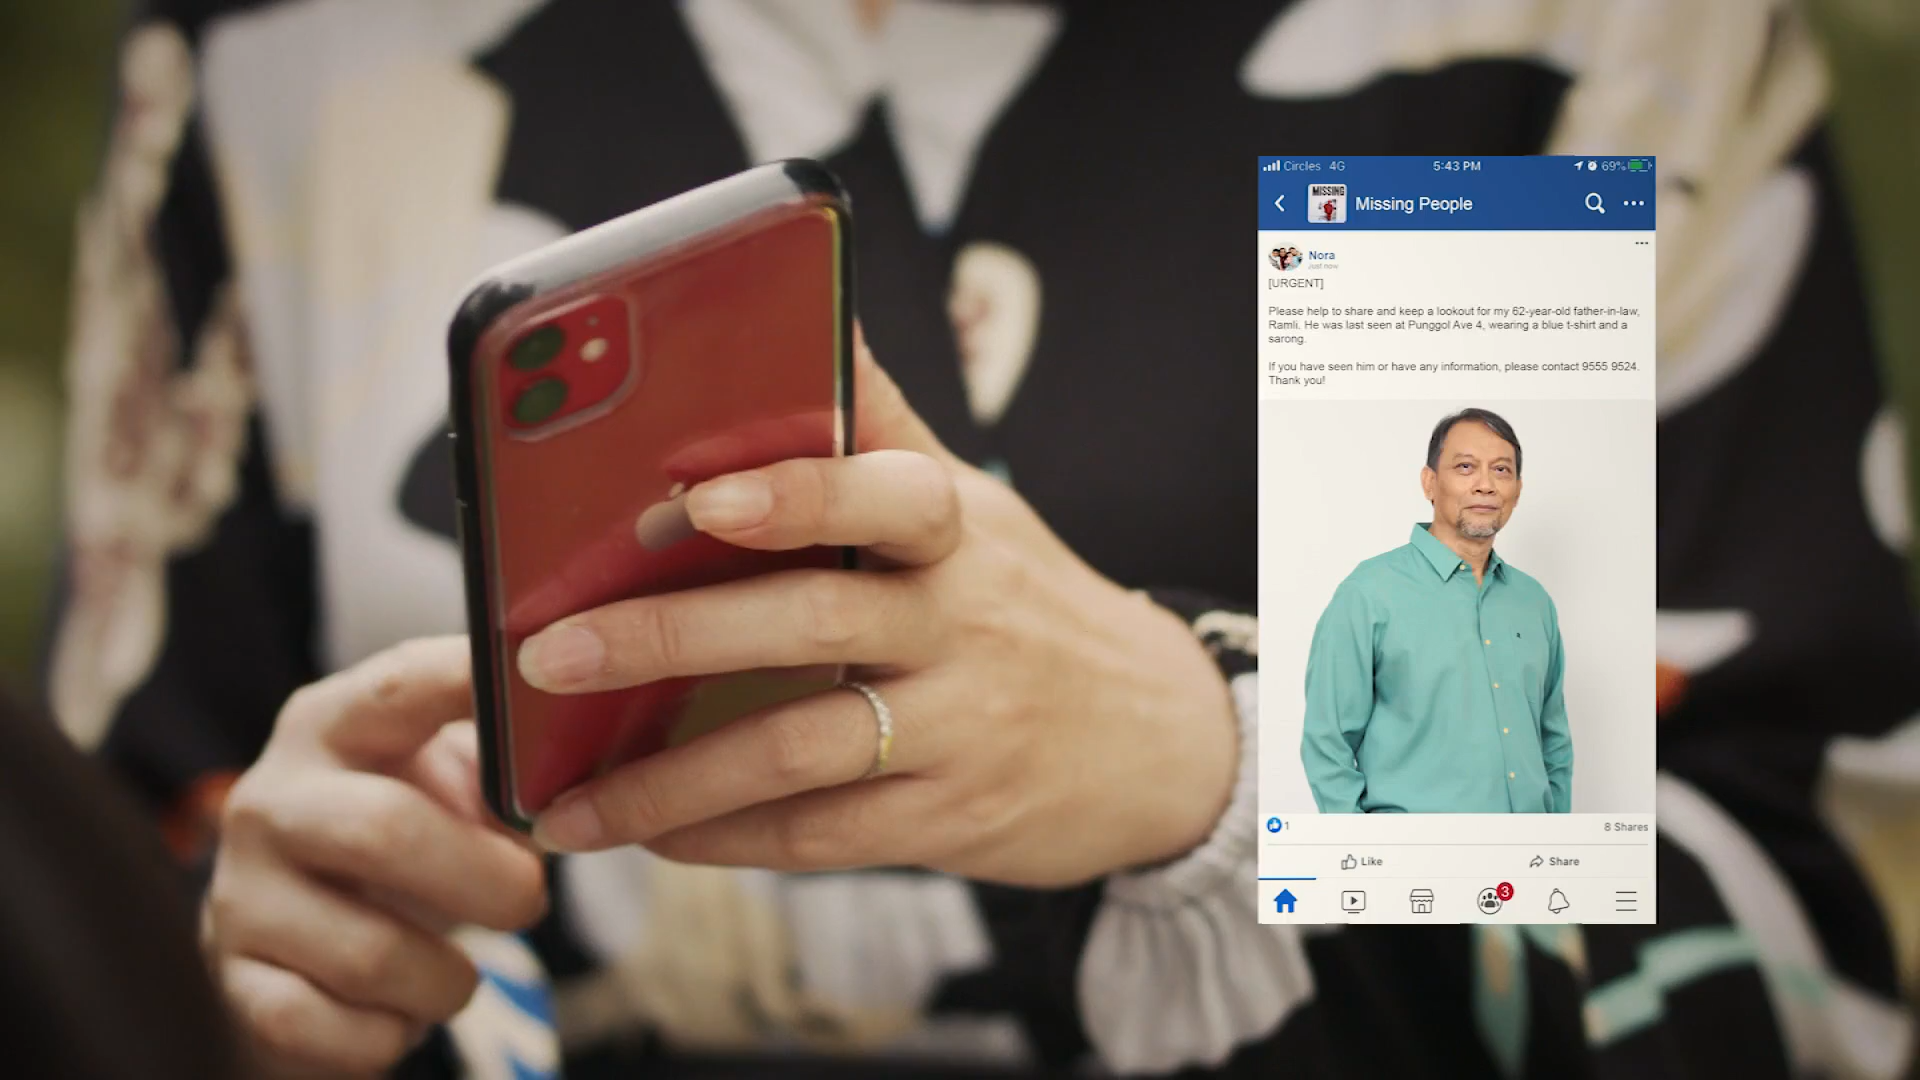 Circles 4G 5:43 PM 69%
MISSING
Missing People
Nora
Just now
[URGENT]
Please help to share and keep a lookout for my 62-year-old father-in-law,
Ramli. He was last seen at Punggol Ave 4, wearing a blue t-shirt and a
sarong.
If you have seen him or have any information, please contact 9555 9524.
Thank you!
1 8 Shares
Like Share
3